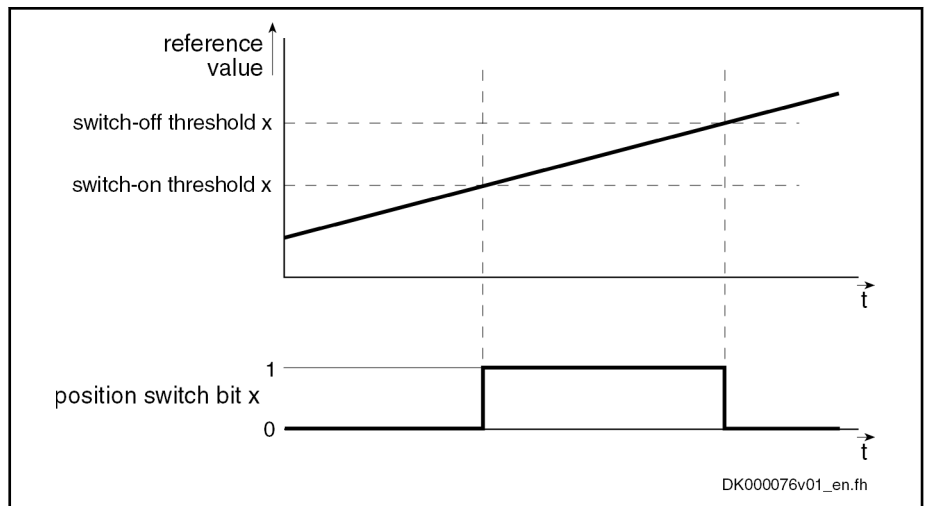 reference
value
switch-off threshold x
switch-on threshold x
t
1
position switch bit x
0
t
DK000076v01_en.fh